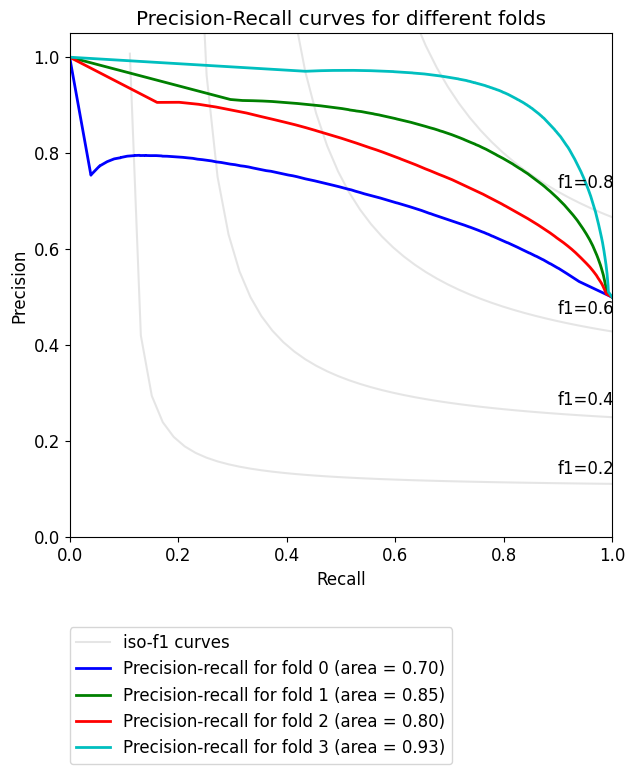 Precision-Recall curves for different folds
1.0
0.8
0.6
0.4
0.2
0.0
Precision
f1=0.8
f1=0.6
f1=0.4
f1=0.2
0.0 0.2 0.4 0.6 0.8 1.0
Recall
iso-f1 curves
Precision-recall for fold 0 (area = 0.70)
Precision-recall for fold 1 (area = 0.85)
Precision-recall for fold 2 (area = 0.80)
Precision-recall for fold 3 (area = 0.93)